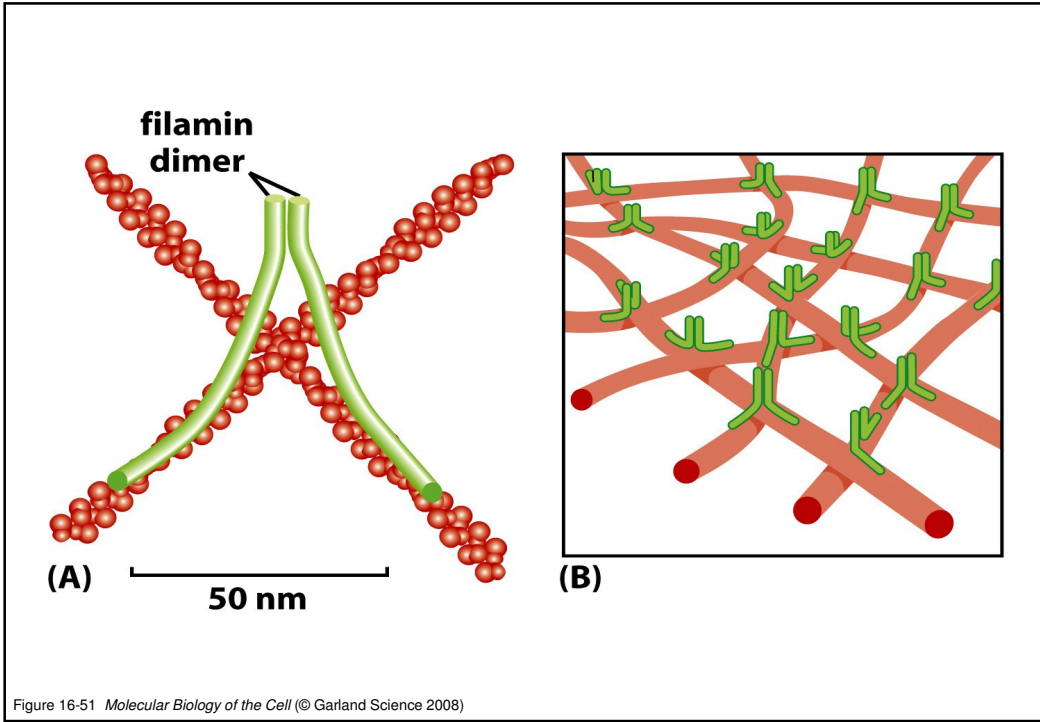 filamin
dimer
(A)
50 nm
(B)
Figure 16-51 Molecular Biology of the Cell (© Garland Science 2008)